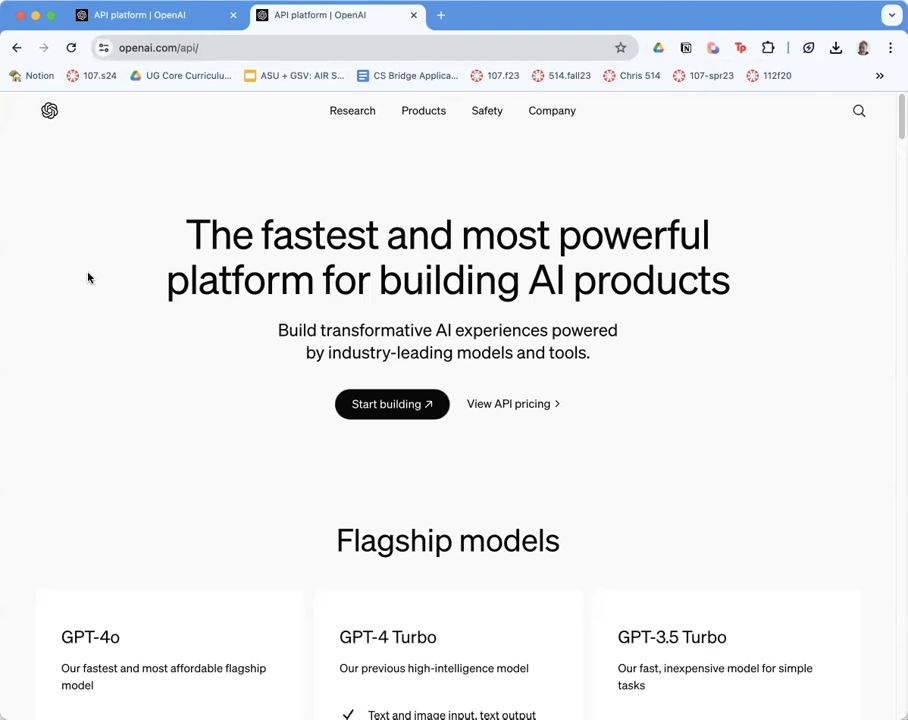 API platform | OpenAI
API platform | OpenAI
openai.com/api/
Notion
107.s24
UG Core Curriculu...
ASU + GSV: AIR S...
CS Bridge Applica...
107.f23
514.fall23
Chris 514
107-spr23
112f20
Research
Products
Safety
Company
The fastest and most powerful
platform for building AI products
Build transformative AI experiences powered
by industry-leading models and tools.
Start building ↗
View API pricing >
Flagship models
GPT-4o
Our fastest and most affordable flagship
model
GPT-4 Turbo
Our previous high-intelligence model
Text and image input, text output
GPT-3.5 Turbo
Our fast, inexpensive model for simple
tasks